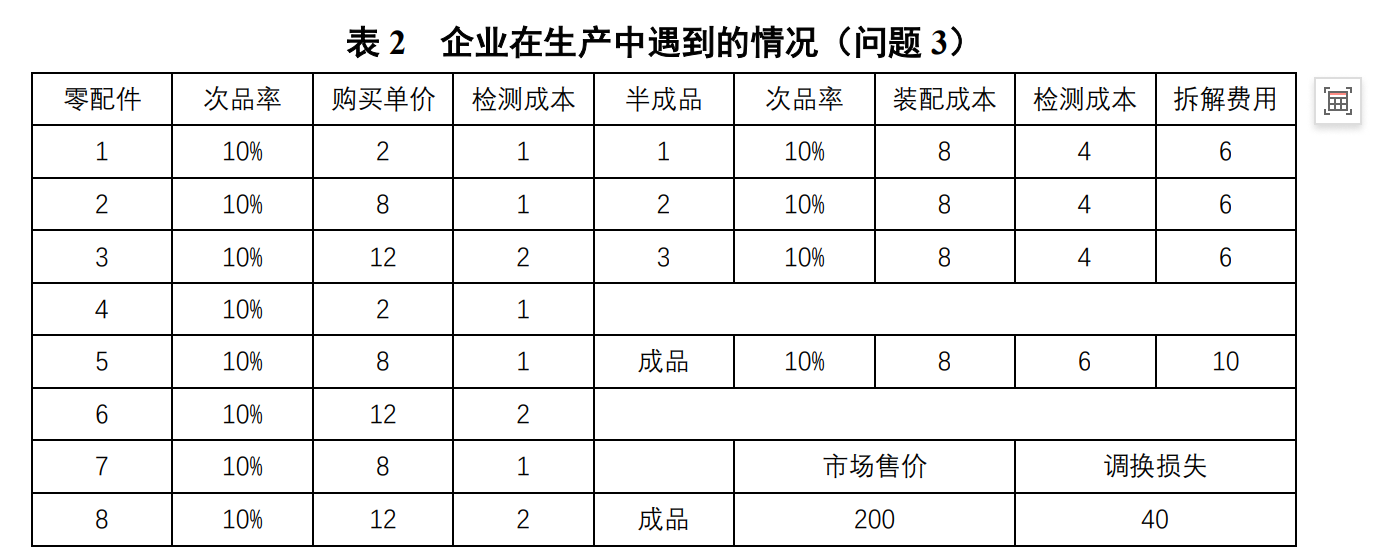 表 2 企业在生产中遇到的情况（问题 3）
零配件 次品率 购买单价 检测成本 半成品 次品率 装配成本 检测成本 拆解费用
1 10% 2 1 1 10% 8 4 6
2 10% 8 1 2 10% 8 4 6
3 10% 12 2 3 10% 8 4 6
4 10% 2 1
5 10% 8 1 成品 10% 8 6 10
6 10% 12 2
7 10% 8 1 市场售价 调换损失
8 10% 12 2 成品 200 40